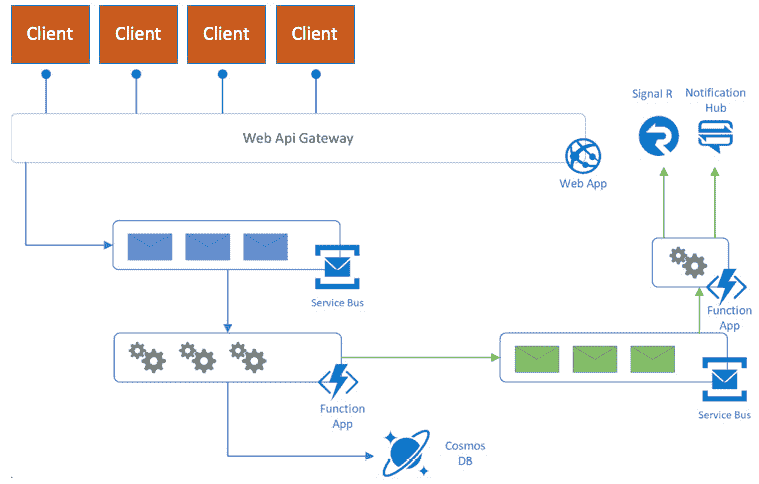 Client
Client
Client
Client
Signal R
Notification
Hub
Web Api Gateway
Web App
Service Bus
Function
App
Function
App
Service Bus
Cosmos
DB